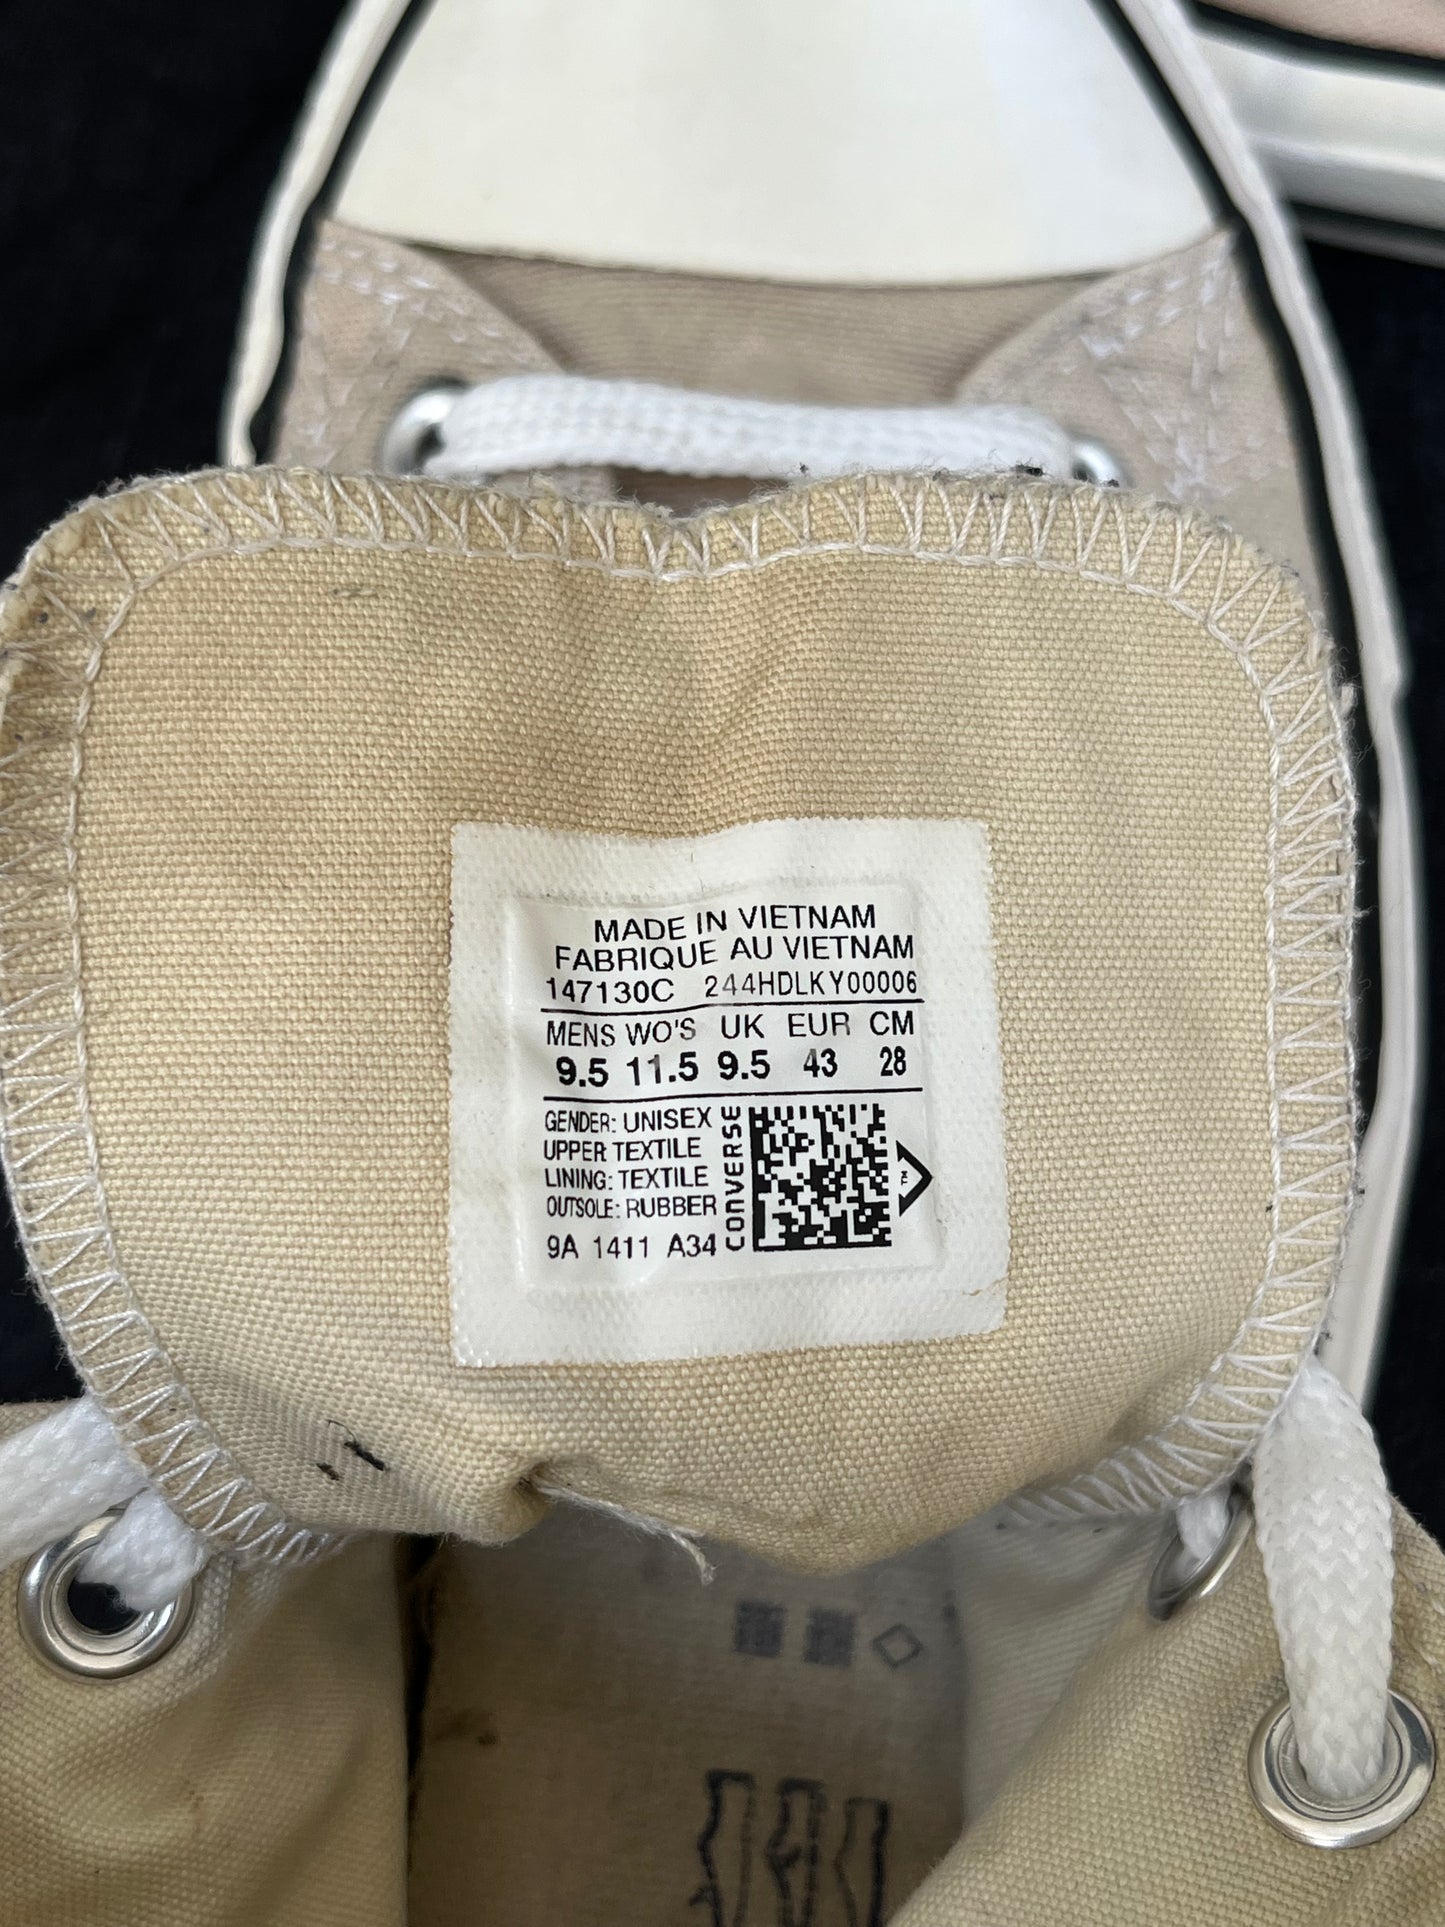 MADE IN VIETNAM
FABRIQUE AU VIETNAM
147130C 244HDLKY00006
MENS WO'S UK EUR CM
9.5 11.5 9.5 43 28
GENDER: UNISEX
UPPER TEXTILE
LINING: TEXTILE
OUTSOLE: RUBBER
9A 1411 A34
CONVERSE
TM